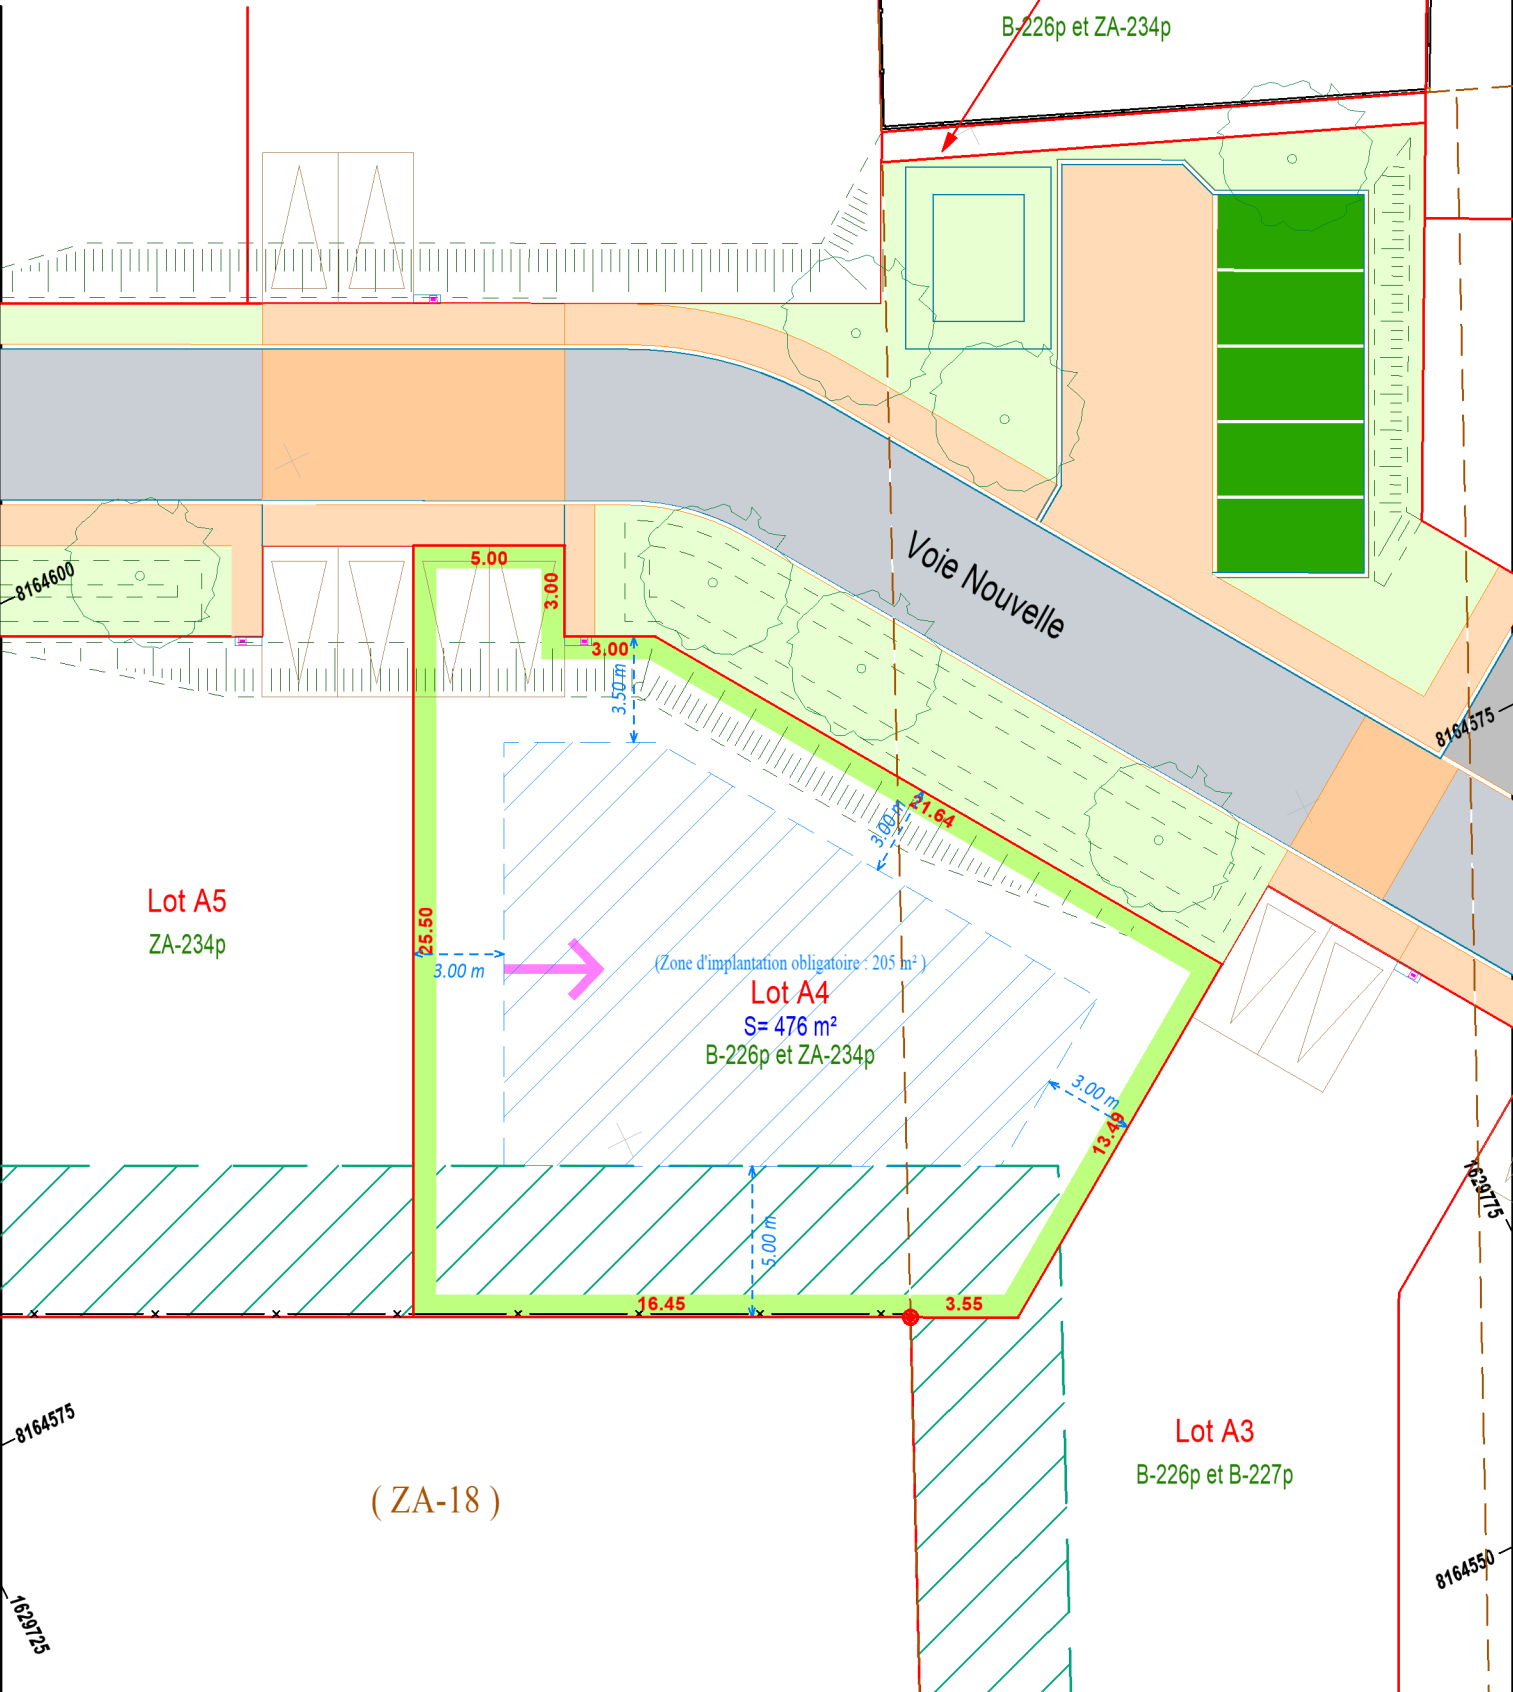 B-226p et ZA-234p
Voie Nouvelle
5.00
3.00
8164600
3.00
3.50 m
8164575
3.00 m
21.64
Lot A5
ZA-234p
25.50
3.00 m
(Zone d'implantation obligatoire : 205 m² )
Lot A4
S= 476 m²
B-226p et ZA-234p
3.00 m
13.49
1629775
5.00 m
16.45
3.55
8164575
Lot A3
B-226p et B-227p
( ZA-18 )
8164550
1629725